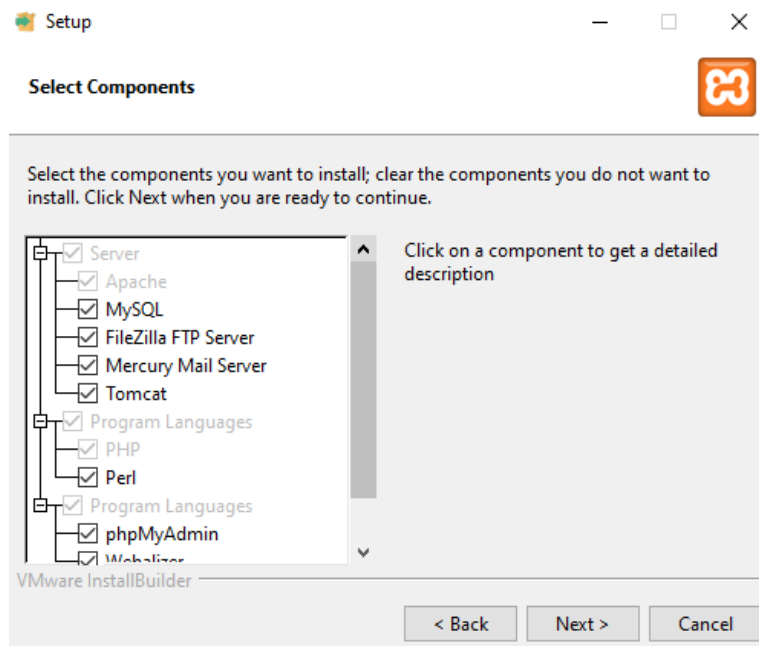 Setup
Select Components
Select the components you want to install; clear the components you do not want to
install. Click Next when you are ready to continue.
Server
Apache
MySQL
FileZilla FTP Server
Mercury Mail Server
Tomcat
Program Languages
PHP
Perl
Program Languages
phpMyAdmin
Webalizer
Click on a component to get a detailed
description
VMware InstallBuilder
< Back
Next >
Cancel